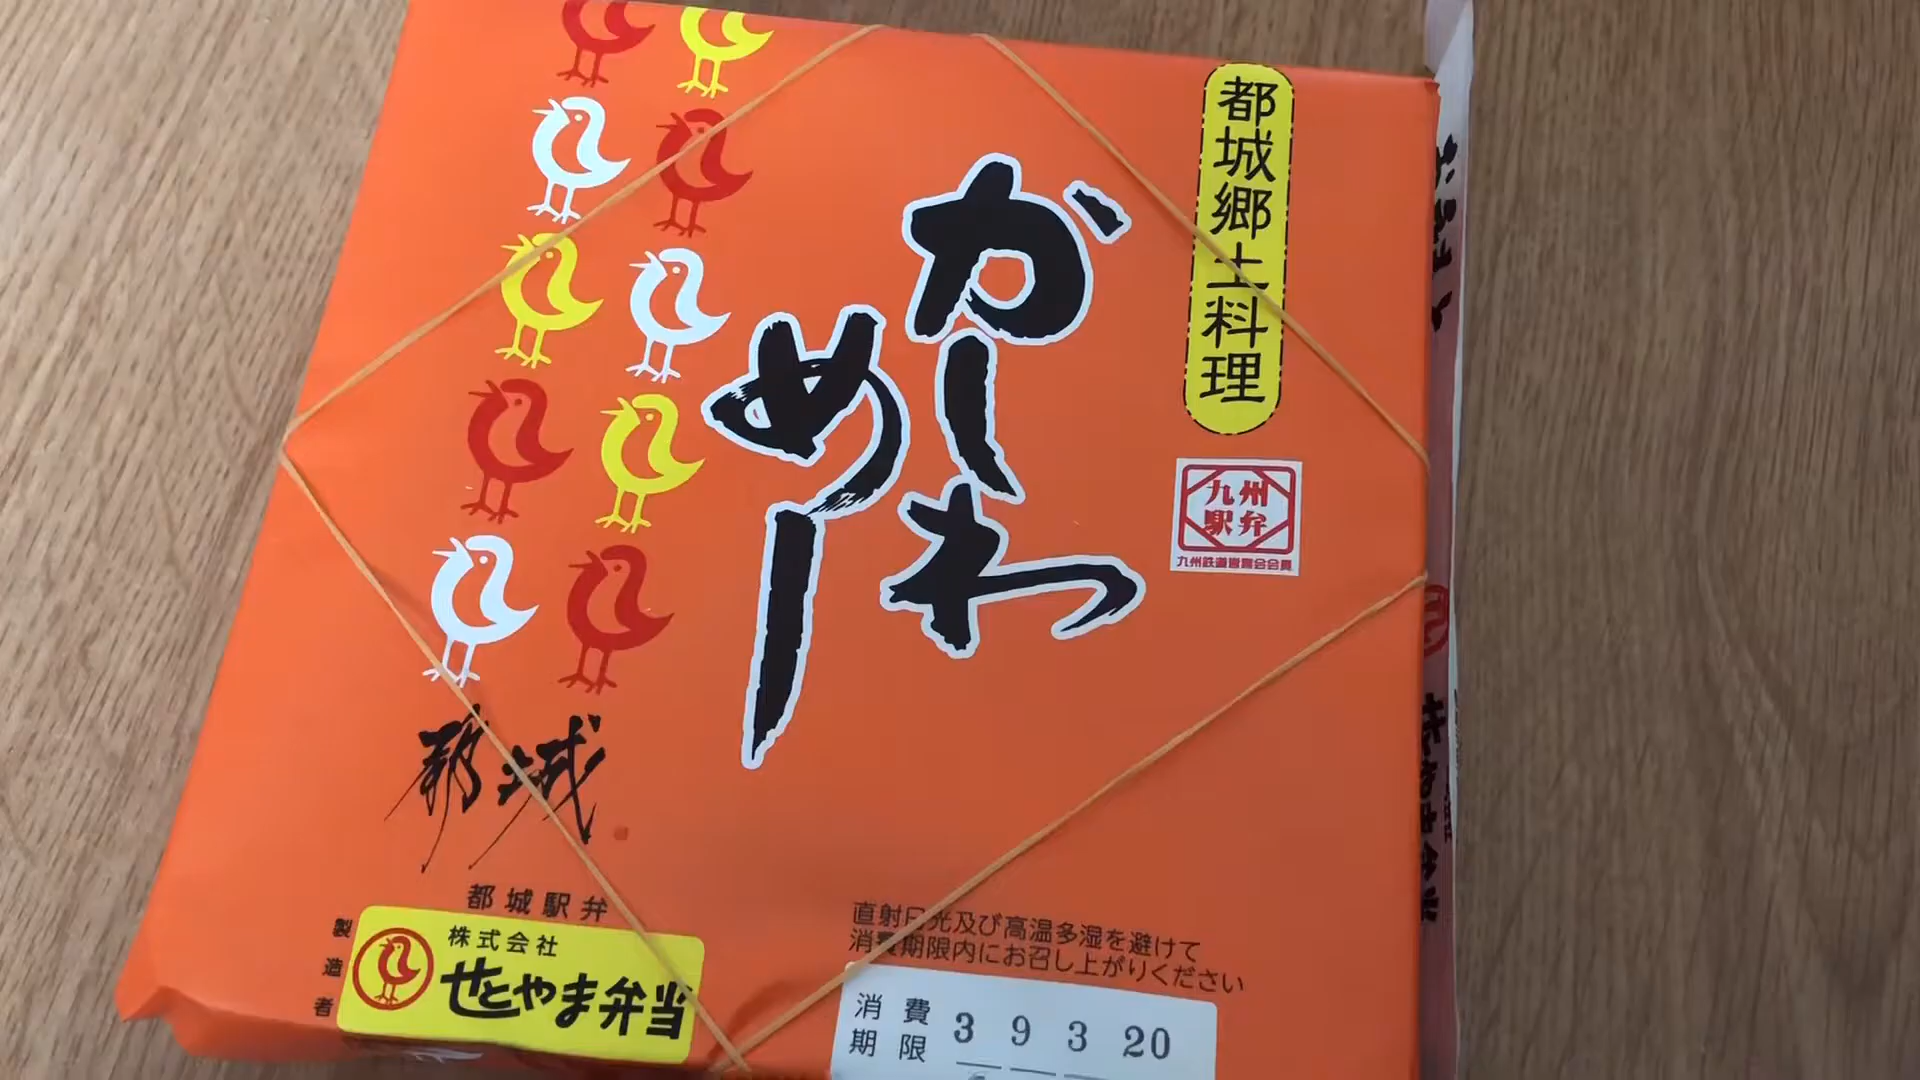 都城郷土料理
かしわ
めし
九州
駅弁
九州鉄道営業会会員
都城
都城駅弁
製造者
株式会社
せとやま弁当
直射日光及び高温多湿を避けて
消費期限内にお召し上がりください
消費
期限
3 9 3 20